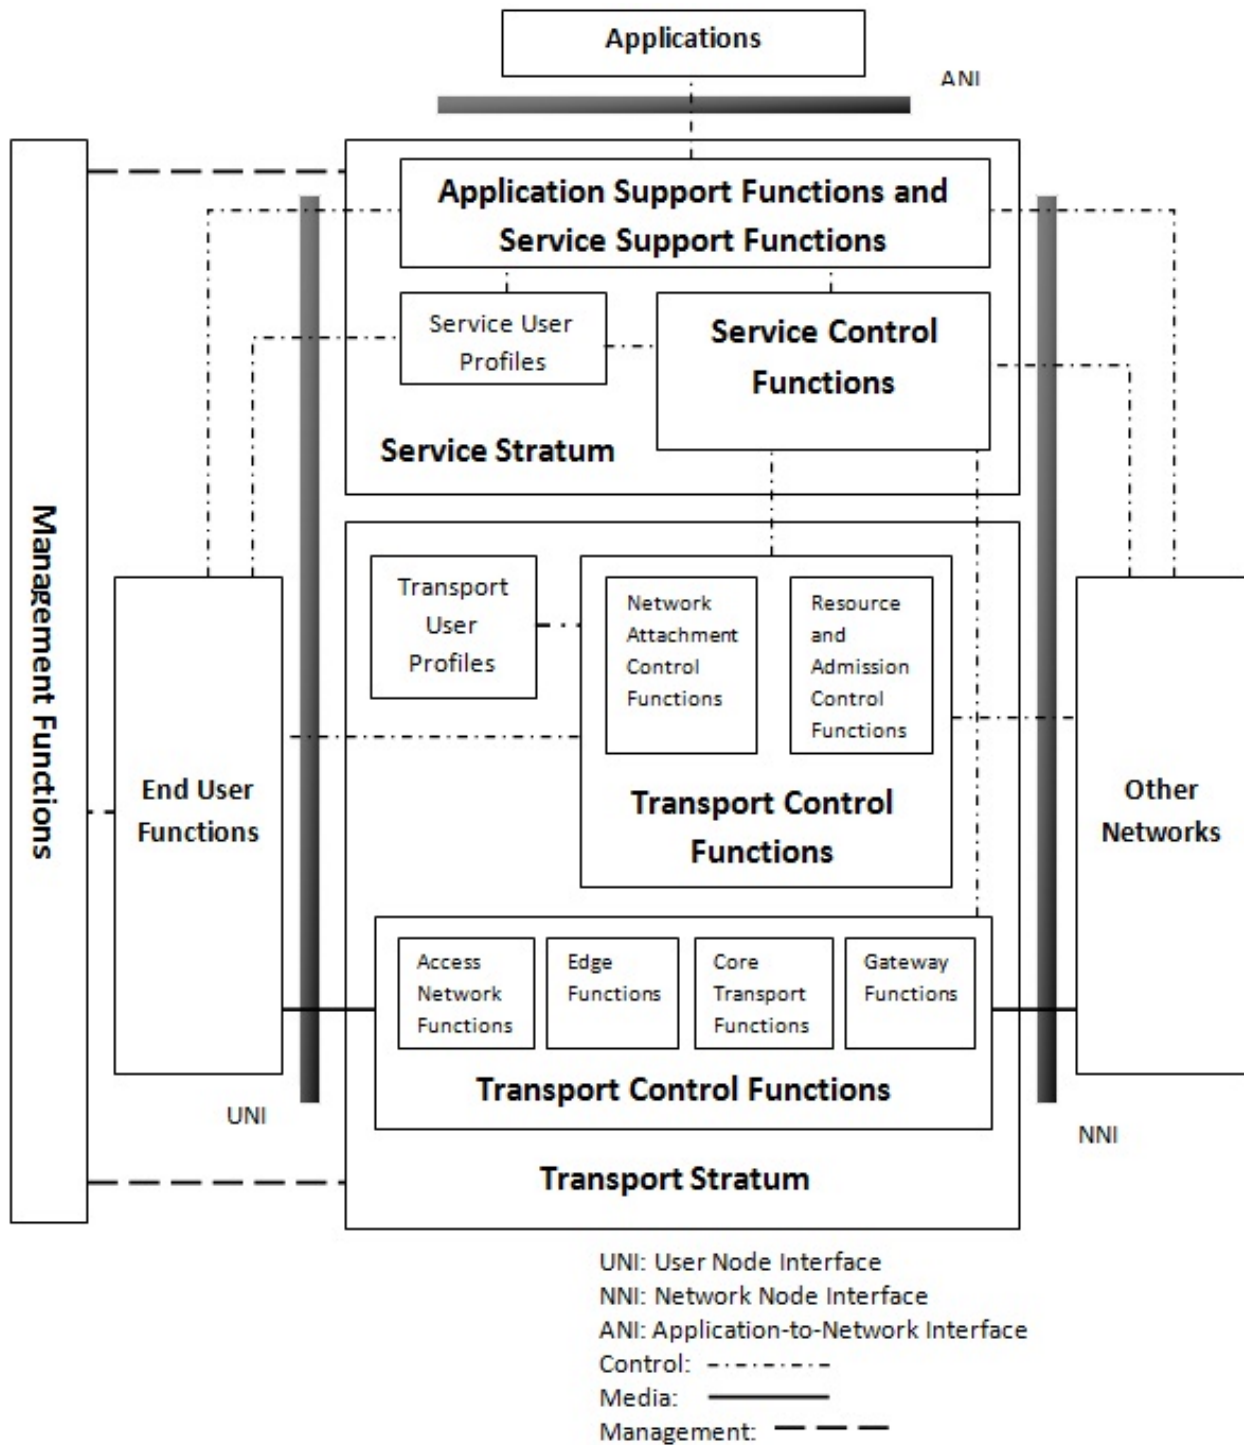 Applications
ANI
Application Support Functions and
Service Support Functions
Service User
Profiles
Service Control
Functions
Service Stratum
Management Functions
Transport
User
Profiles
Network
Attachment
Control
Functions
Resource
and
Admission
Control
Functions
Transport Control
Functions
End User
Functions
Other
Networks
Access
Network
Functions
Edge
Functions
Core
Transport
Functions
Gateway
Functions
Transport Control Functions
UNI
NNI
Transport Stratum
UNI: User Node Interface
NNI: Network Node Interface
ANI: Application-to-Network Interface
Control:
Media:
Management: